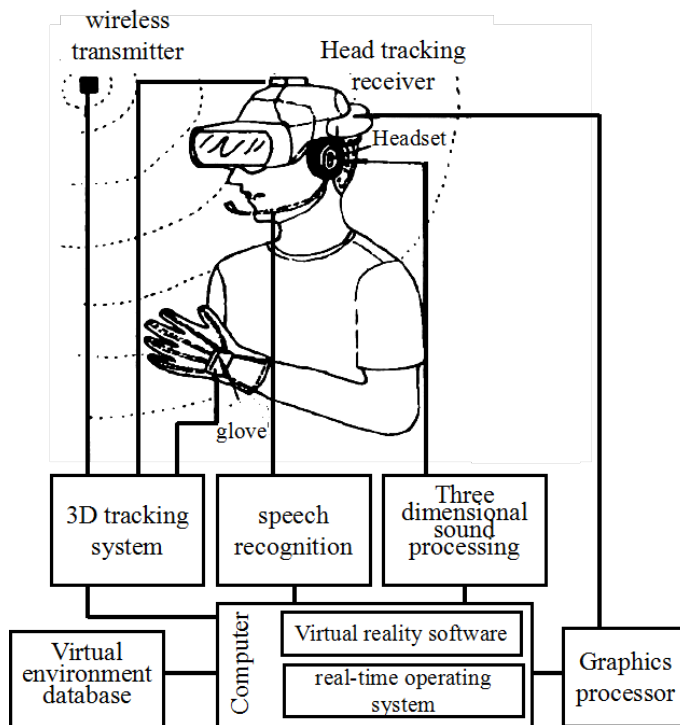 wireless
transmitter
Head tracking
receiver
Headset
glove
3D tracking
system
speech
recognition
Three
dimensional
sound
processing
Computer
Virtual reality software
real-time operating
system
Virtual
environment
database
Graphics
processor